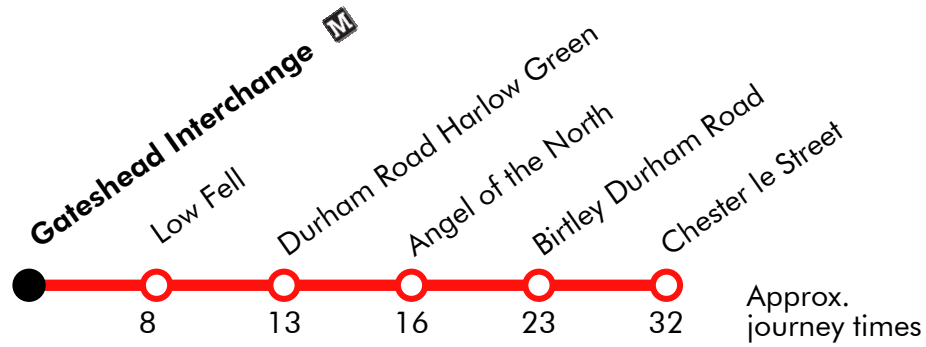 Gateshead Interchange M
Low Fell
Durham Road Harlow Green
Angel of the North
Birtley Durham Road
Chester le Street
8 13 16 23 32
Approx.
journey times